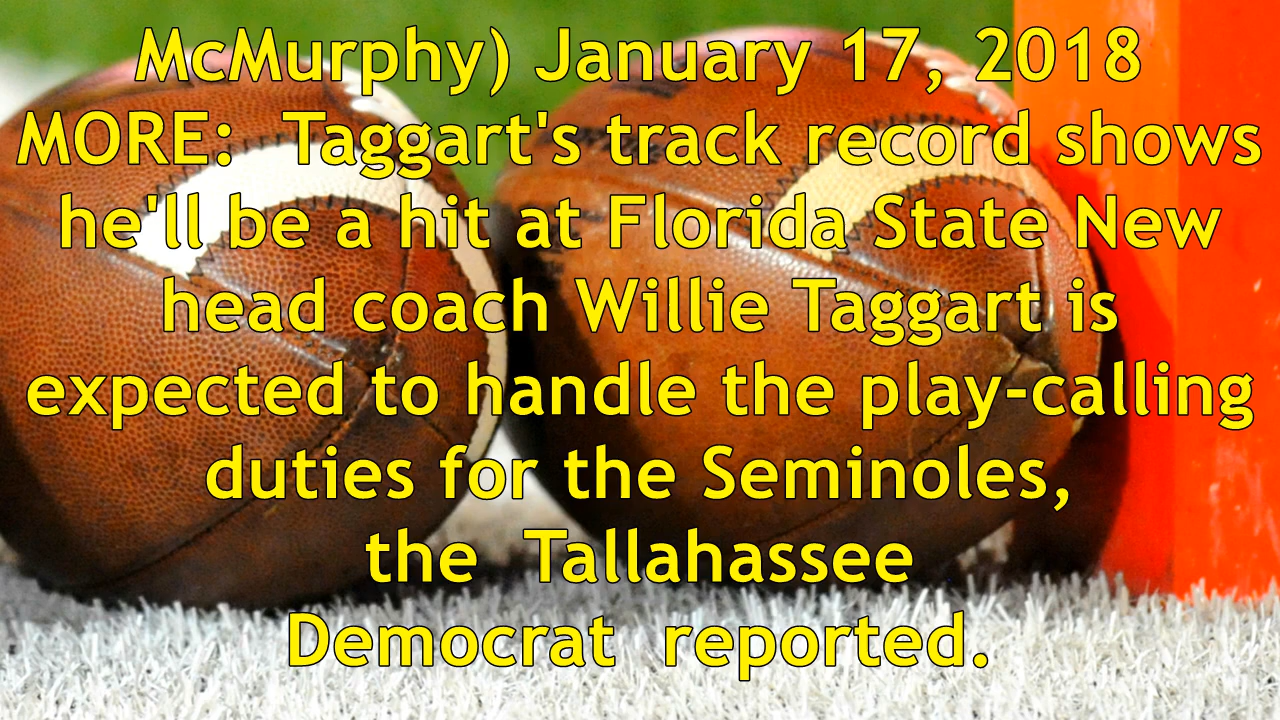 McMurphy) January 17, 2018
MORE:  Taggart's track record shows
he'll be a hit at Florida State New
head coach Willie Taggart is
expected to handle the play-calling
duties for the Seminoles,
the  Tallahassee
Democrat  reported.